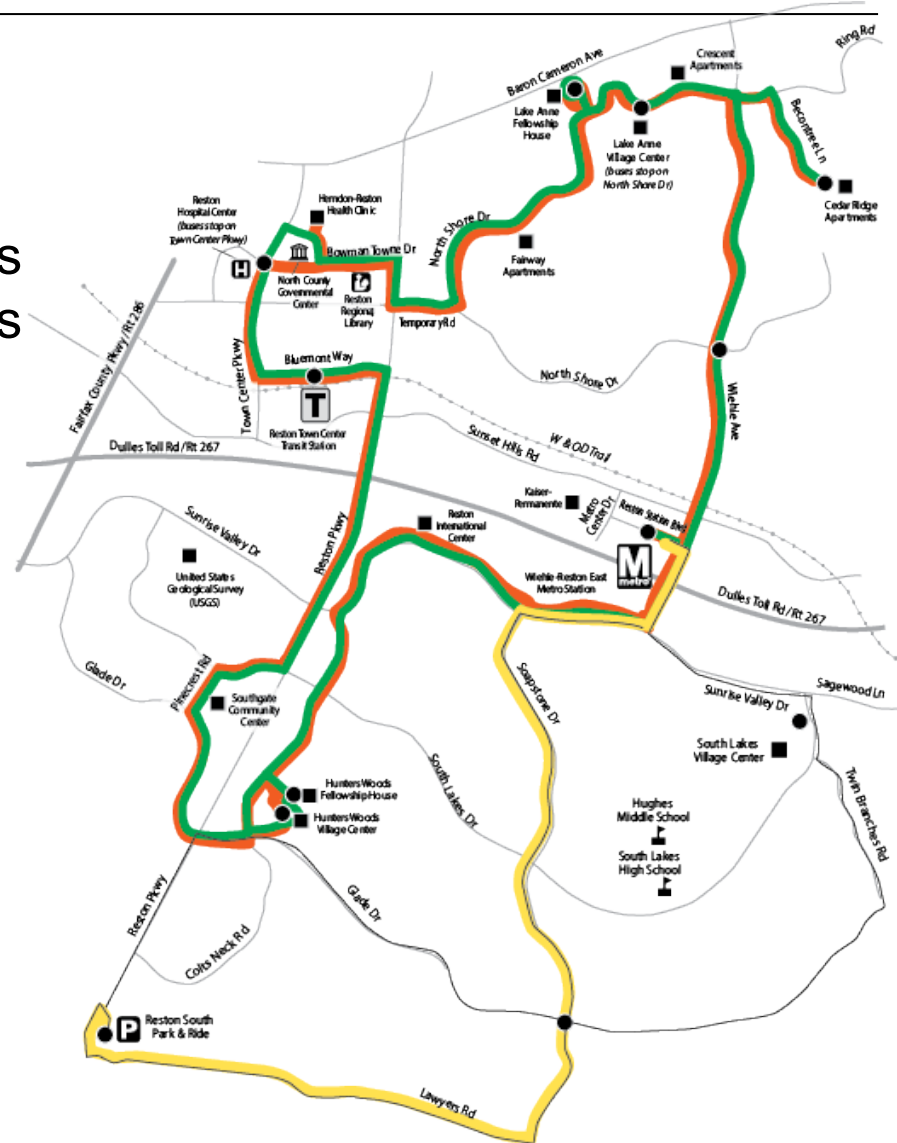 Ring Rd
Crescent
Apartments
Baron Cameron Ave
Lake Anne
Fellowship
House
Becontree Ln
Lake Anne
Village Center
(buses stop on
North Shore Dr)
Cedar Ridge
Apartments
Reston
Hospital Center
(buses stop on
Town Center Pkwy)
Herndon-Reston
Health Clinic
North Shore Dr
s
Bowman Towne Dr
Fairway
Apartments
H
North County
Governmental
Center
Reston
Regional
Library
s
Temporary Rd
Fairfax County Pkwy/Rt 286
Town Center Pkwy
Bluemont Way
North Shore Dr
T
Wiehle Ave
Reston Town Center
Transit Station
Sunset Hills Rd
W & OD Trail
Dulles Toll Rd/Rt 267
Kaiser-
Permanente
Metro
Center Dr
Reston Station Blvd
Sunrise Valley Dr
Reston
International
Center
Reston Pkwy
M
metro
Wiehle-Reston East
Metro Station
United States
Geological Survey
(USGS)
Dulles Toll Rd/Rt 267
Glade Dr
Pinecrest Rd
Soapstone Dr
Sagewood Ln
Sunrise Valley Dr
Southgate
Community
Center
South Lakes
Village Center
South Lakes Dr
Hunters Woods
Fellowship House
Hunters Woods
Village Center
Hughes
Middle School
Twin Branches Rd
South Lakes
High School
Reston Pkwy
Glade Dr
Colts Neck Rd
P
Reston South
Park & Ride
Lawyers Rd